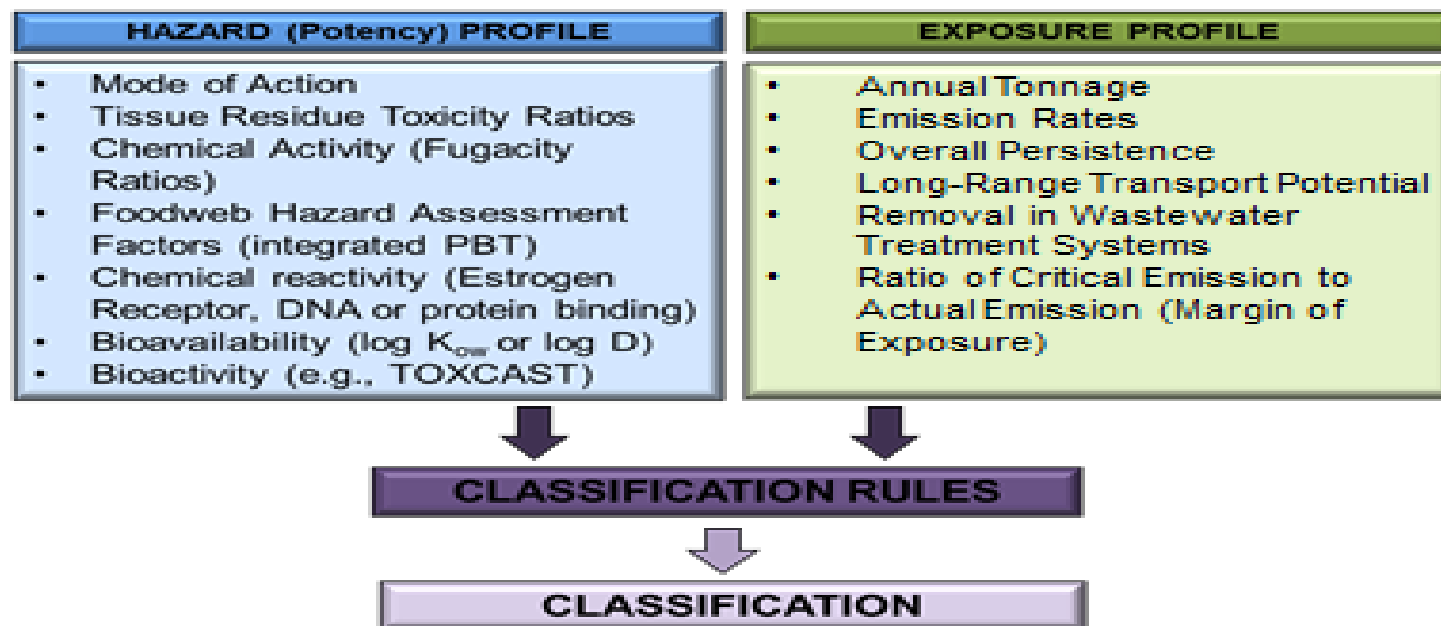 HAZARD (Potency) PROFILE
• Mode of Action
• Tissue Residue Toxicity Ratios
• Chemical Activity (Fugacity
Ratios)
• Foodweb Hazard Assessment
Factors (integrated PBT)
• Chemical reactivity (Estrogen
Receptor, DNA or protein binding)
• Bioavailability (log Kow or log D)
• Bioactivity (e.g., TOXCAST)
EXPOSURE PROFILE
• Annual Tonnage
• Emission Rates
• Overall Persistence
• Long-Range Transport Potential
• Removal in Wastewater
Treatment Systems
• Ratio of Critical Emission to
Actual Emission (Margin of
Exposure)
CLASSIFICATION RULES
CLASSIFICATION